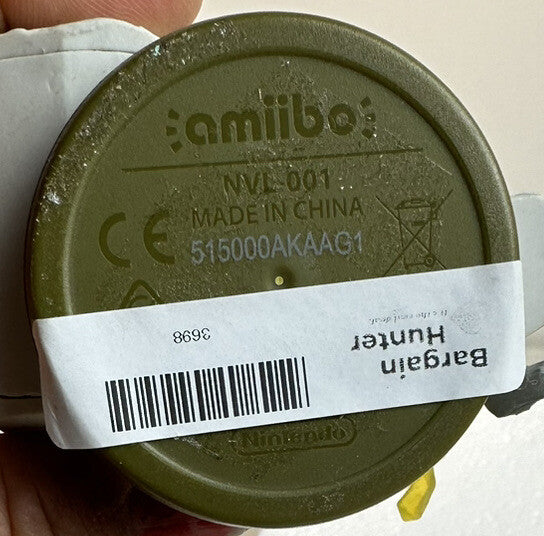 amiibo
NVL-001
MADE IN CHINA
CE
515000AKAAG1
Bargain
Hunter
3698
Nintendo